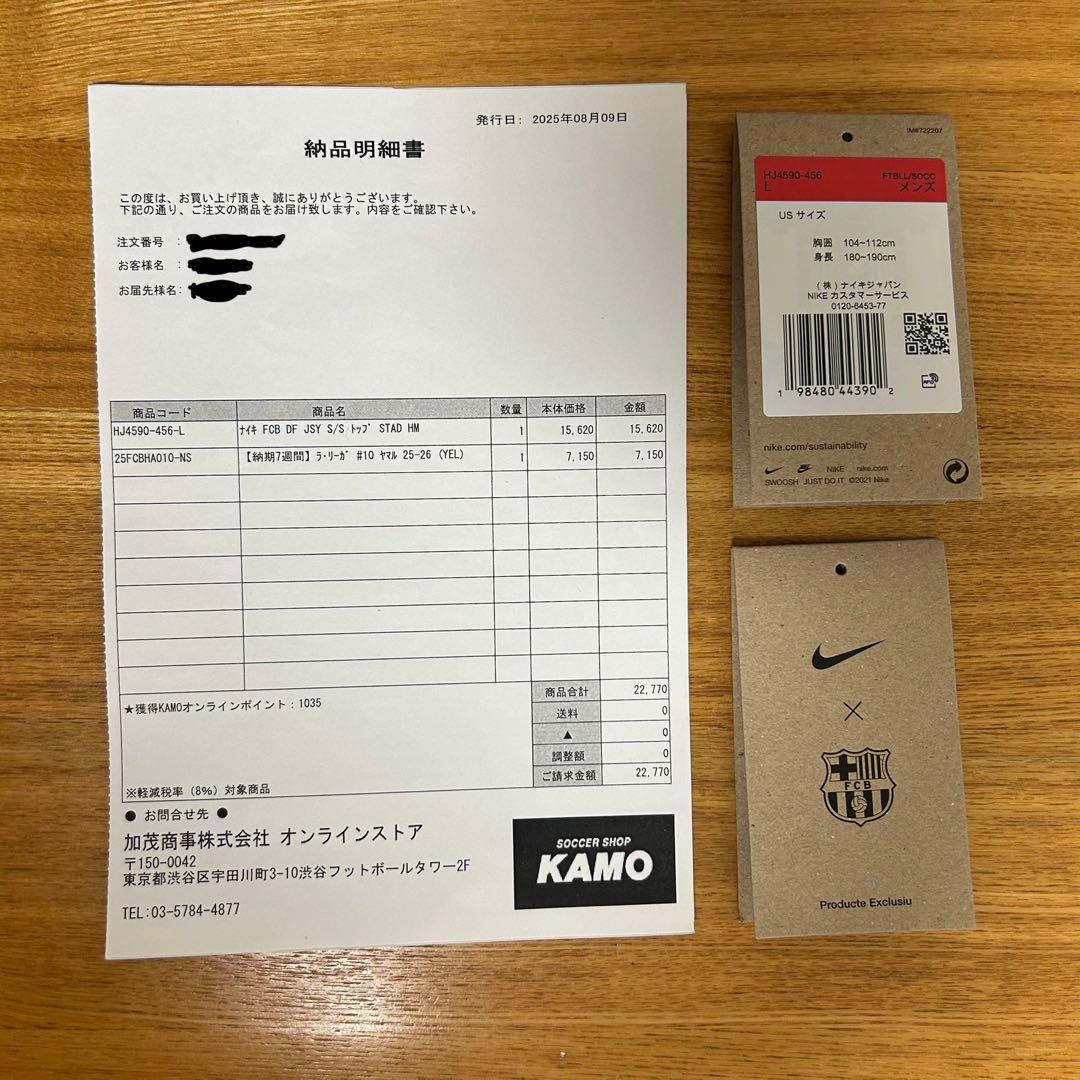 発行日: 2025年08月09日
納品明細書
この度は、お買い上げ頂き、誠にありがとうございます。
下記の通り、ご注文の商品をお届け致します。内容をご確認下さい。
注文番号 :
お客様名 :
お届先様名:
商品コード 商品名 数量 本体価格 金額
HJ4590-456-L ﾅｲｷ FCB DF JSY S/S ﾄｯﾌﾟ STAD HM 1 15,620 15,620
25FCBHA010-NS 【納期7週間】ﾗ･ﾘｰｶﾞ #10 ﾔﾏﾙ 25-26 (YEL) 1 7,150 7,150
★獲得KAMOオンラインポイント：1035
商品合計 22,770
送料 0
▲ 0
調整額 0
ご請求金額 22,770
※軽減税率（8%）対象商品
● お問合せ先 ●
加茂商事株式会社 オンラインストア
〒150-0042
東京都渋谷区宇田川町3-10渋谷フットボールタワー2F
TEL:03-5784-4877
SOCCER SHOP
KAMO
IM#722207
HJ4590-456 FTBLL/SOCC
L メンズ
US サイズ
胸囲 104~112cm
身長 180~190cm
(株)ナイキジャパン
NIKE カスタマーサービス
0120-6453-77
1 98480 44390 2
nike.com/sustainability
NIKE nike.com
SWOOSH JUST DO IT ©2021 Nike
×
FCB
Producte Exclusiu